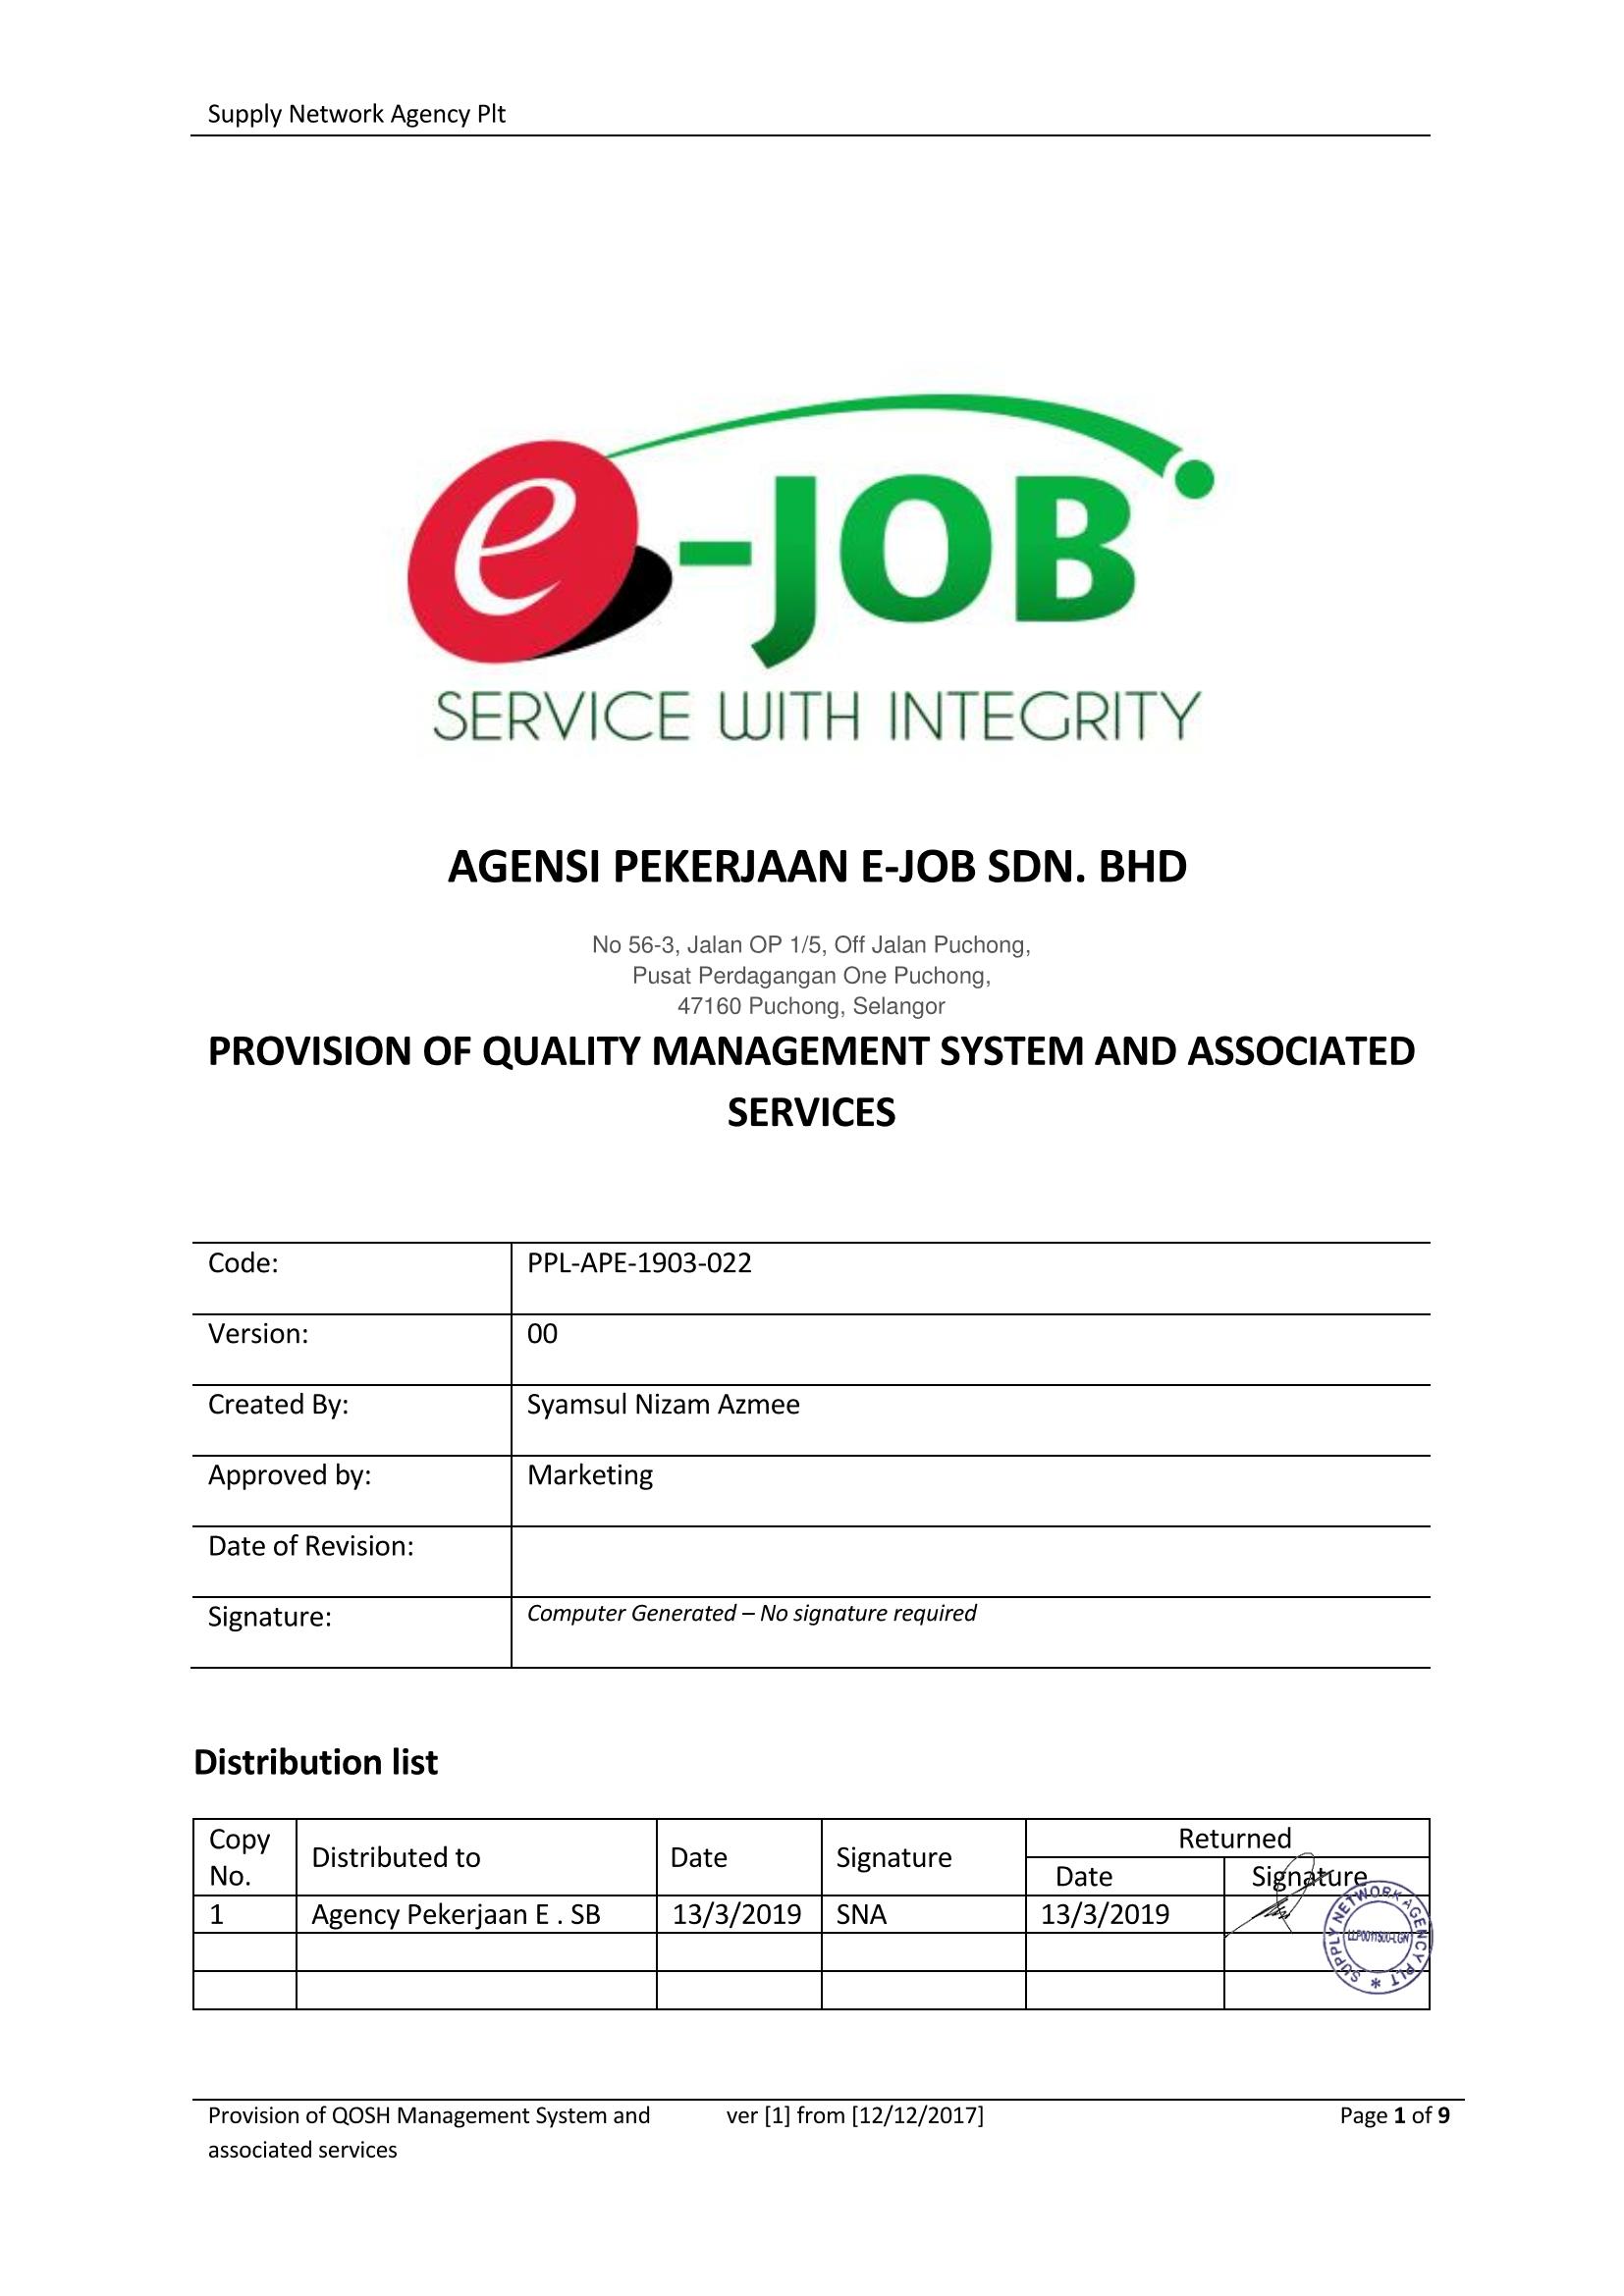 Supply Network Agency Plt
e-JOB
SERVICE WITH INTEGRITY
AGENSI PEKERJAAN E-JOB SDN. BHD
No 56-3, Jalan OP 1/5, Off Jalan Puchong,
Pusat Perdagangan One Puchong,
47160 Puchong, Selangor
PROVISION OF QUALITY MANAGEMENT SYSTEM AND ASSOCIATED
SERVICES
Code: PPL-APE-1903-022
Version: 00
Created By: Syamsul Nizam Azmee
Approved by: Marketing
Date of Revision:
Signature: Computer Generated – No signature required
Distribution list
Copy No. Distributed to Date Signature Returned
Date Signature
1 Agency Pekerjaan E . SB 13/3/2019 SNA 13/3/2019
SUPPLY NETWORK AGENCY PLT *
Provision of QOSH Management System and ver [1] from [12/12/2017] Page 1 of 9
associated services